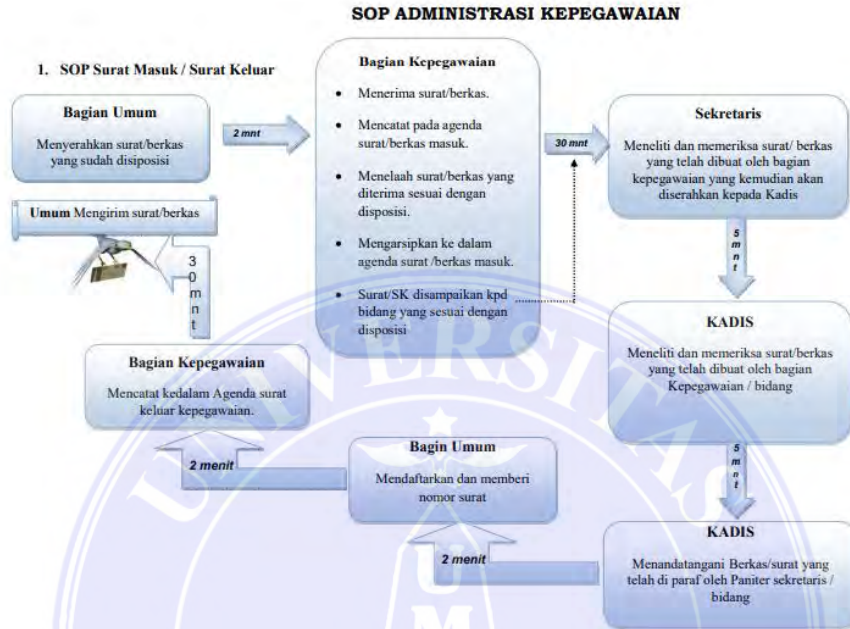 SOP ADMINISTRASI KEPEGAWAIAN
1. SOP Surat Masuk / Surat Keluar
Bagian Umum
Menyerahkan surat/berkas
yang sudah disiposisi
2 mnt
Bagian Kepegawaian
• Menerima surat/berkas.
• Mencatat pada agenda
surat/berkas masuk.
• Menelaah surat/berkas yang
diterima sesuai dengan
disposisi.
• Mengarsipkan ke dalam
agenda surat /berkas masuk.
• Surat/SK disampaikan kpd
bidang yang sesuai dengan
disposisi
30 mnt
Sekretaris
Meneliti dan memeriksa surat/ berkas
yang telah dibuat oleh bagian
kepegawaian yang kemudian akan
diserahkan kepada Kadis
5
m
n
t
KADIS
Meneliti dan memeriksa surat/berkas
yang telah dibuat oleh bagian
Kepegawaian / bidang
5
m
n
t
KADIS
Menandatangani Berkas/surat yang
telah di paraf oleh Paniter sekretaris /
bidang
2 menit
Bagin Umum
Mendaftarkan dan memberi
nomor surat
2 menit
Bagian Kepegawaian
Mencatat kedalam Agenda surat
keluar kepegawaian.
3
0
m
n
t
Umum Mengirim surat/berkas
UNIVERSITAS
UM